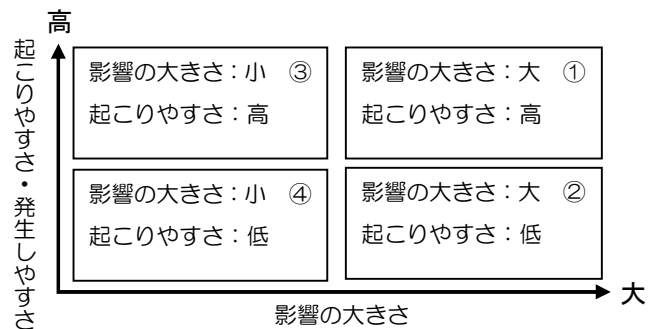 高
起こりやすさ・発生しやすさ
影響の大きさ：小　③
起こりやすさ：高
影響の大きさ：大　①
起こりやすさ：高
影響の大きさ：小　④
起こりやすさ：低
影響の大きさ：大　②
起こりやすさ：低
大
影響の大きさ